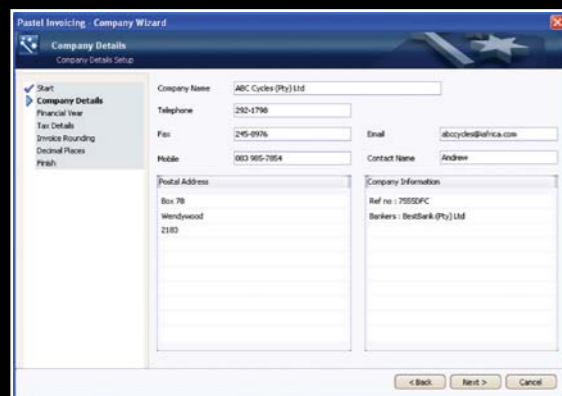 Pastel Invoicing - Company Wizard
Company Details
Company Details Setup
Start
Company Details
Financial Year
Tax Details
Invoice Rounding
Decimal Places
Finish
Company Name ABC Cycles (Pty) Ltd
Telephone 292-1798
Fax 245-0976 Email abccycles@iafrica.com
Mobile 083 985-7854 Contact Name Andrew
Postal Address
Box 78
Wendywood
2183
Company Information
Ref no : 7555DFC
Bankers : BestBank (Pty) Ltd
< Back Next > Cancel